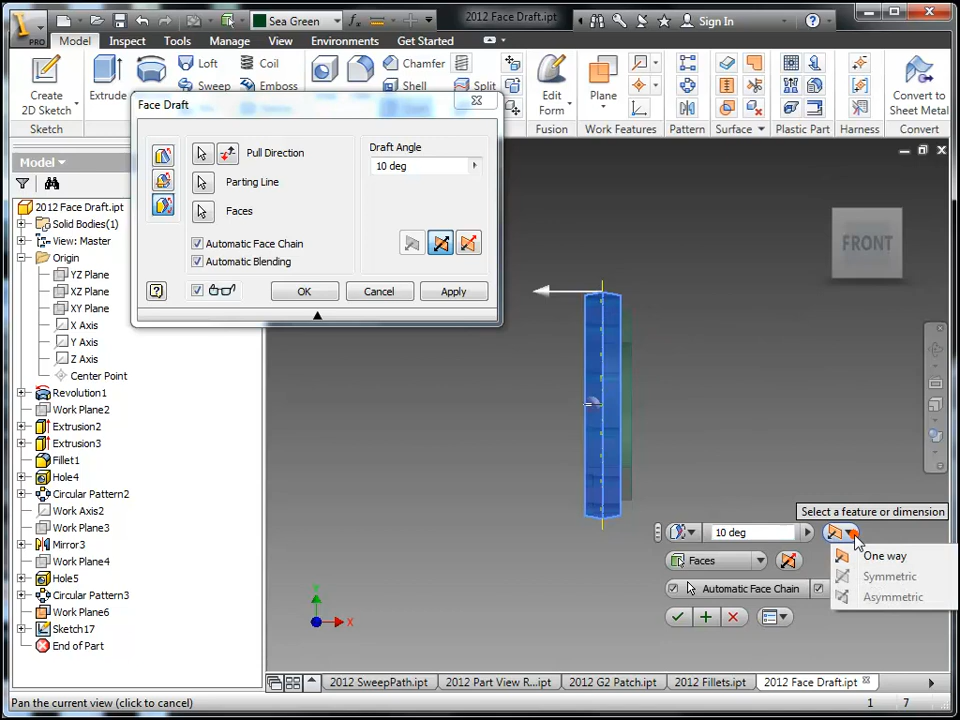 Sea Green
2012 Face Draft.ipt
Sign In
PRO
Model Inspect Tools Manage View Environments Get Started
Create
2D Sketch
Extrude
Loft
Sweep
Coil
Emboss
Chamfer
Shell
Split
Edit
Form
Plane
Convert to
Sheet Metal
Sketch
Fusion
Work Features
Pattern
Surface
Plastic Part
Harness
Convert
Model
2012 Face Draft.ipt
Solid Bodies(1)
View: Master
Origin
YZ Plane
XZ Plane
XY Plane
X Axis
Y Axis
Z Axis
Center Point
Revolution1
Work Plane2
Extrusion2
Extrusion3
Fillet1
Hole4
Circular Pattern2
Work Axis2
Work Plane3
Mirror3
Work Plane4
Hole5
Circular Pattern3
Work Plane6
Sketch17
End of Part
Face Draft
Pull Direction
Parting Line
Faces
Automatic Face Chain
Automatic Blending
Draft Angle
10 deg
OK
Cancel
Apply
FRONT
Select a feature or dimension
10 deg
One way
Symmetric
Asymmetric
Faces
Automatic Face Chain
Y
X
2012 SweepPath.ipt
2012 Part View R...ipt
2012 G2 Patch.ipt
2012 Fillets.ipt
2012 Face Draft.ipt
Pan the current view (click to cancel)
1 7